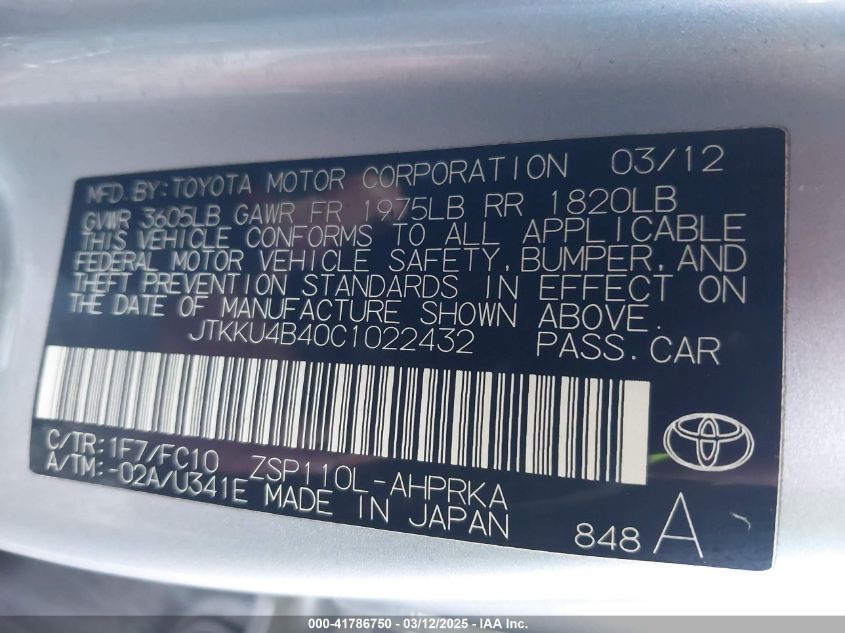 MFD.BY:TOYOTA MOTOR CORPORATION 03/12
GVWR 3605LB GAWR FR 1975LB RR 1820LB
THIS VEHICLE CONFORMS TO ALL APPLICABLE
FEDERAL MOTOR VEHICLE SAFETY,BUMPER,AND
THEFT PREVENTION STANDARDS IN EFFECT ON
THE DATE OF MANUFACTURE SHOWN ABOVE.
JTKKU4B40C1022432 PASS.CAR
C/TR:1F7/FC10 ZSP110L-AHPRKA
A/TM:-02A/U341E MADE IN JAPAN 848 A
000-41786750 - 03/12/2025 - IAA Inc.